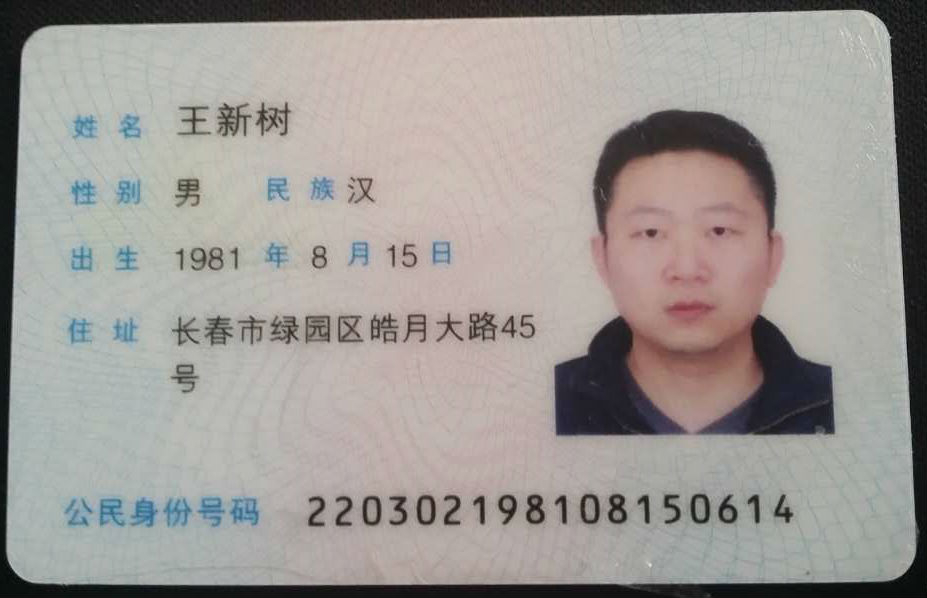 姓名 王新树
性别 男 民族 汉
出生 1981 年 8 月 15 日
住址 长春市绿园区皓月大路45
号
公民身份号码 220302198108150614